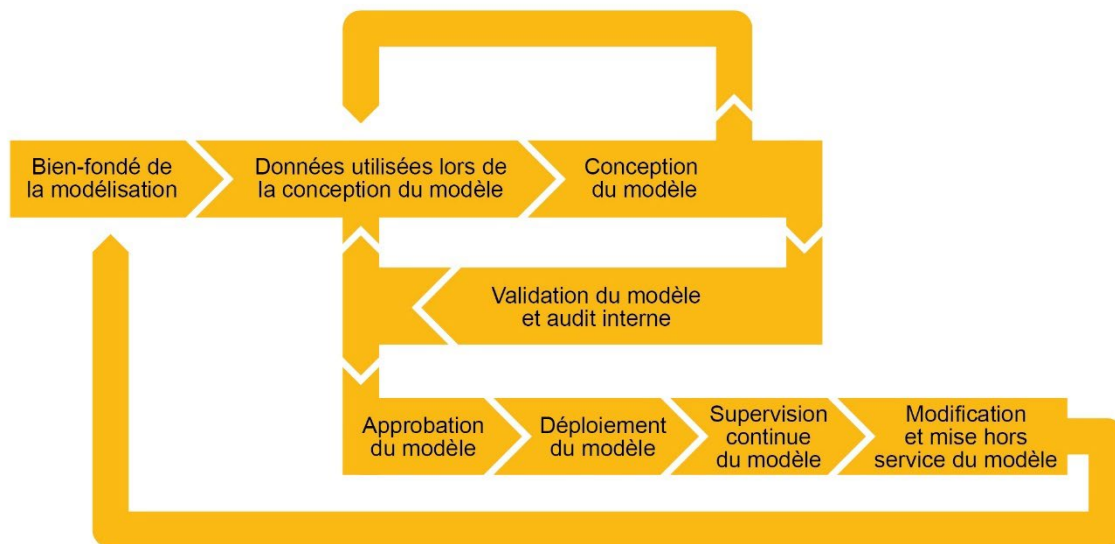 Bien-fondé de
la modélisation
Données utilisées lors de
la conception du modèle
Conception
du modèle
Validation du modèle
et audit interne
Approbation
du modèle
Déploiement
du modèle
Supervision
continue
du modèle
Modification
et mise hors
service du modèle